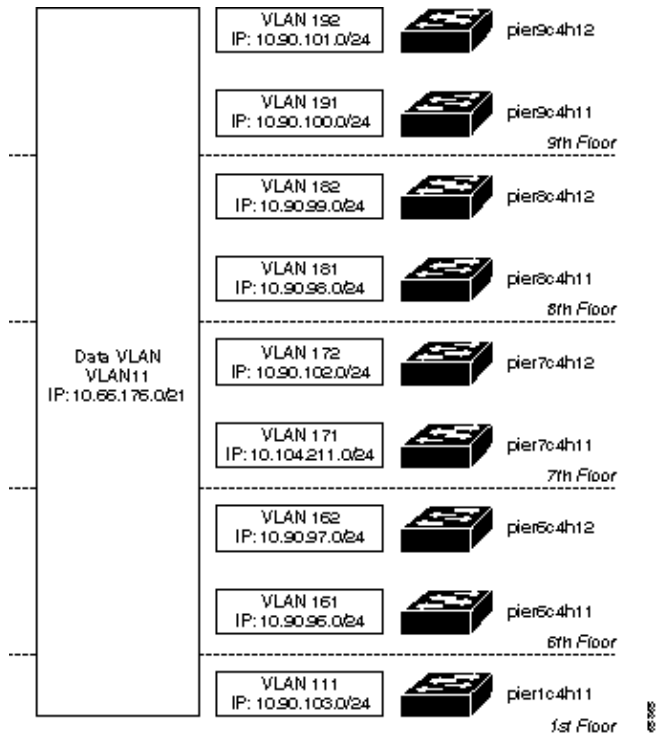 VLAN 192
IP: 10.90.101.0/24
pier9c4h12
VLAN 191
IP: 10.90.100.0/24
pier9c4h11
9th Floor
VLAN 182
IP: 10.90.99.0/24
pier8c4h12
VLAN 181
IP: 10.90.98.0/24
pier8c4h11
8th Floor
Data VLAN
VLAN11
IP: 10.66.176.0/21
VLAN 172
IP: 10.90.102.0/24
pier7c4h12
VLAN 171
IP: 10.104.211.0/24
pier7c4h11
7th Floor
VLAN 162
IP: 10.90.97.0/24
pier6c4h12
VLAN 161
IP: 10.90.96.0/24
pier6c4h11
6th Floor
VLAN 111
IP: 10.90.103.0/24
pier1c4h11
1st Floor